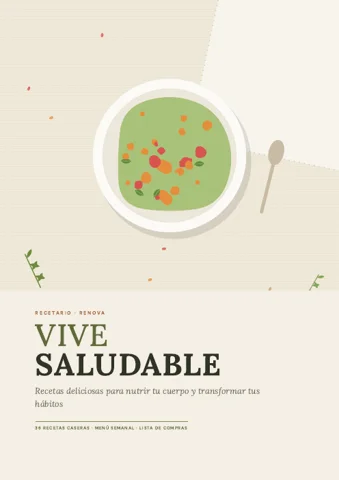 RECETARIO · RENOVA
VIVE
SALUDABLE
Recetas deliciosas para nutrir tu cuerpo y transformar tus
hábitos
50 RECETAS CASERAS · MENÚ SEMANAL · LISTA DE COMPRAS